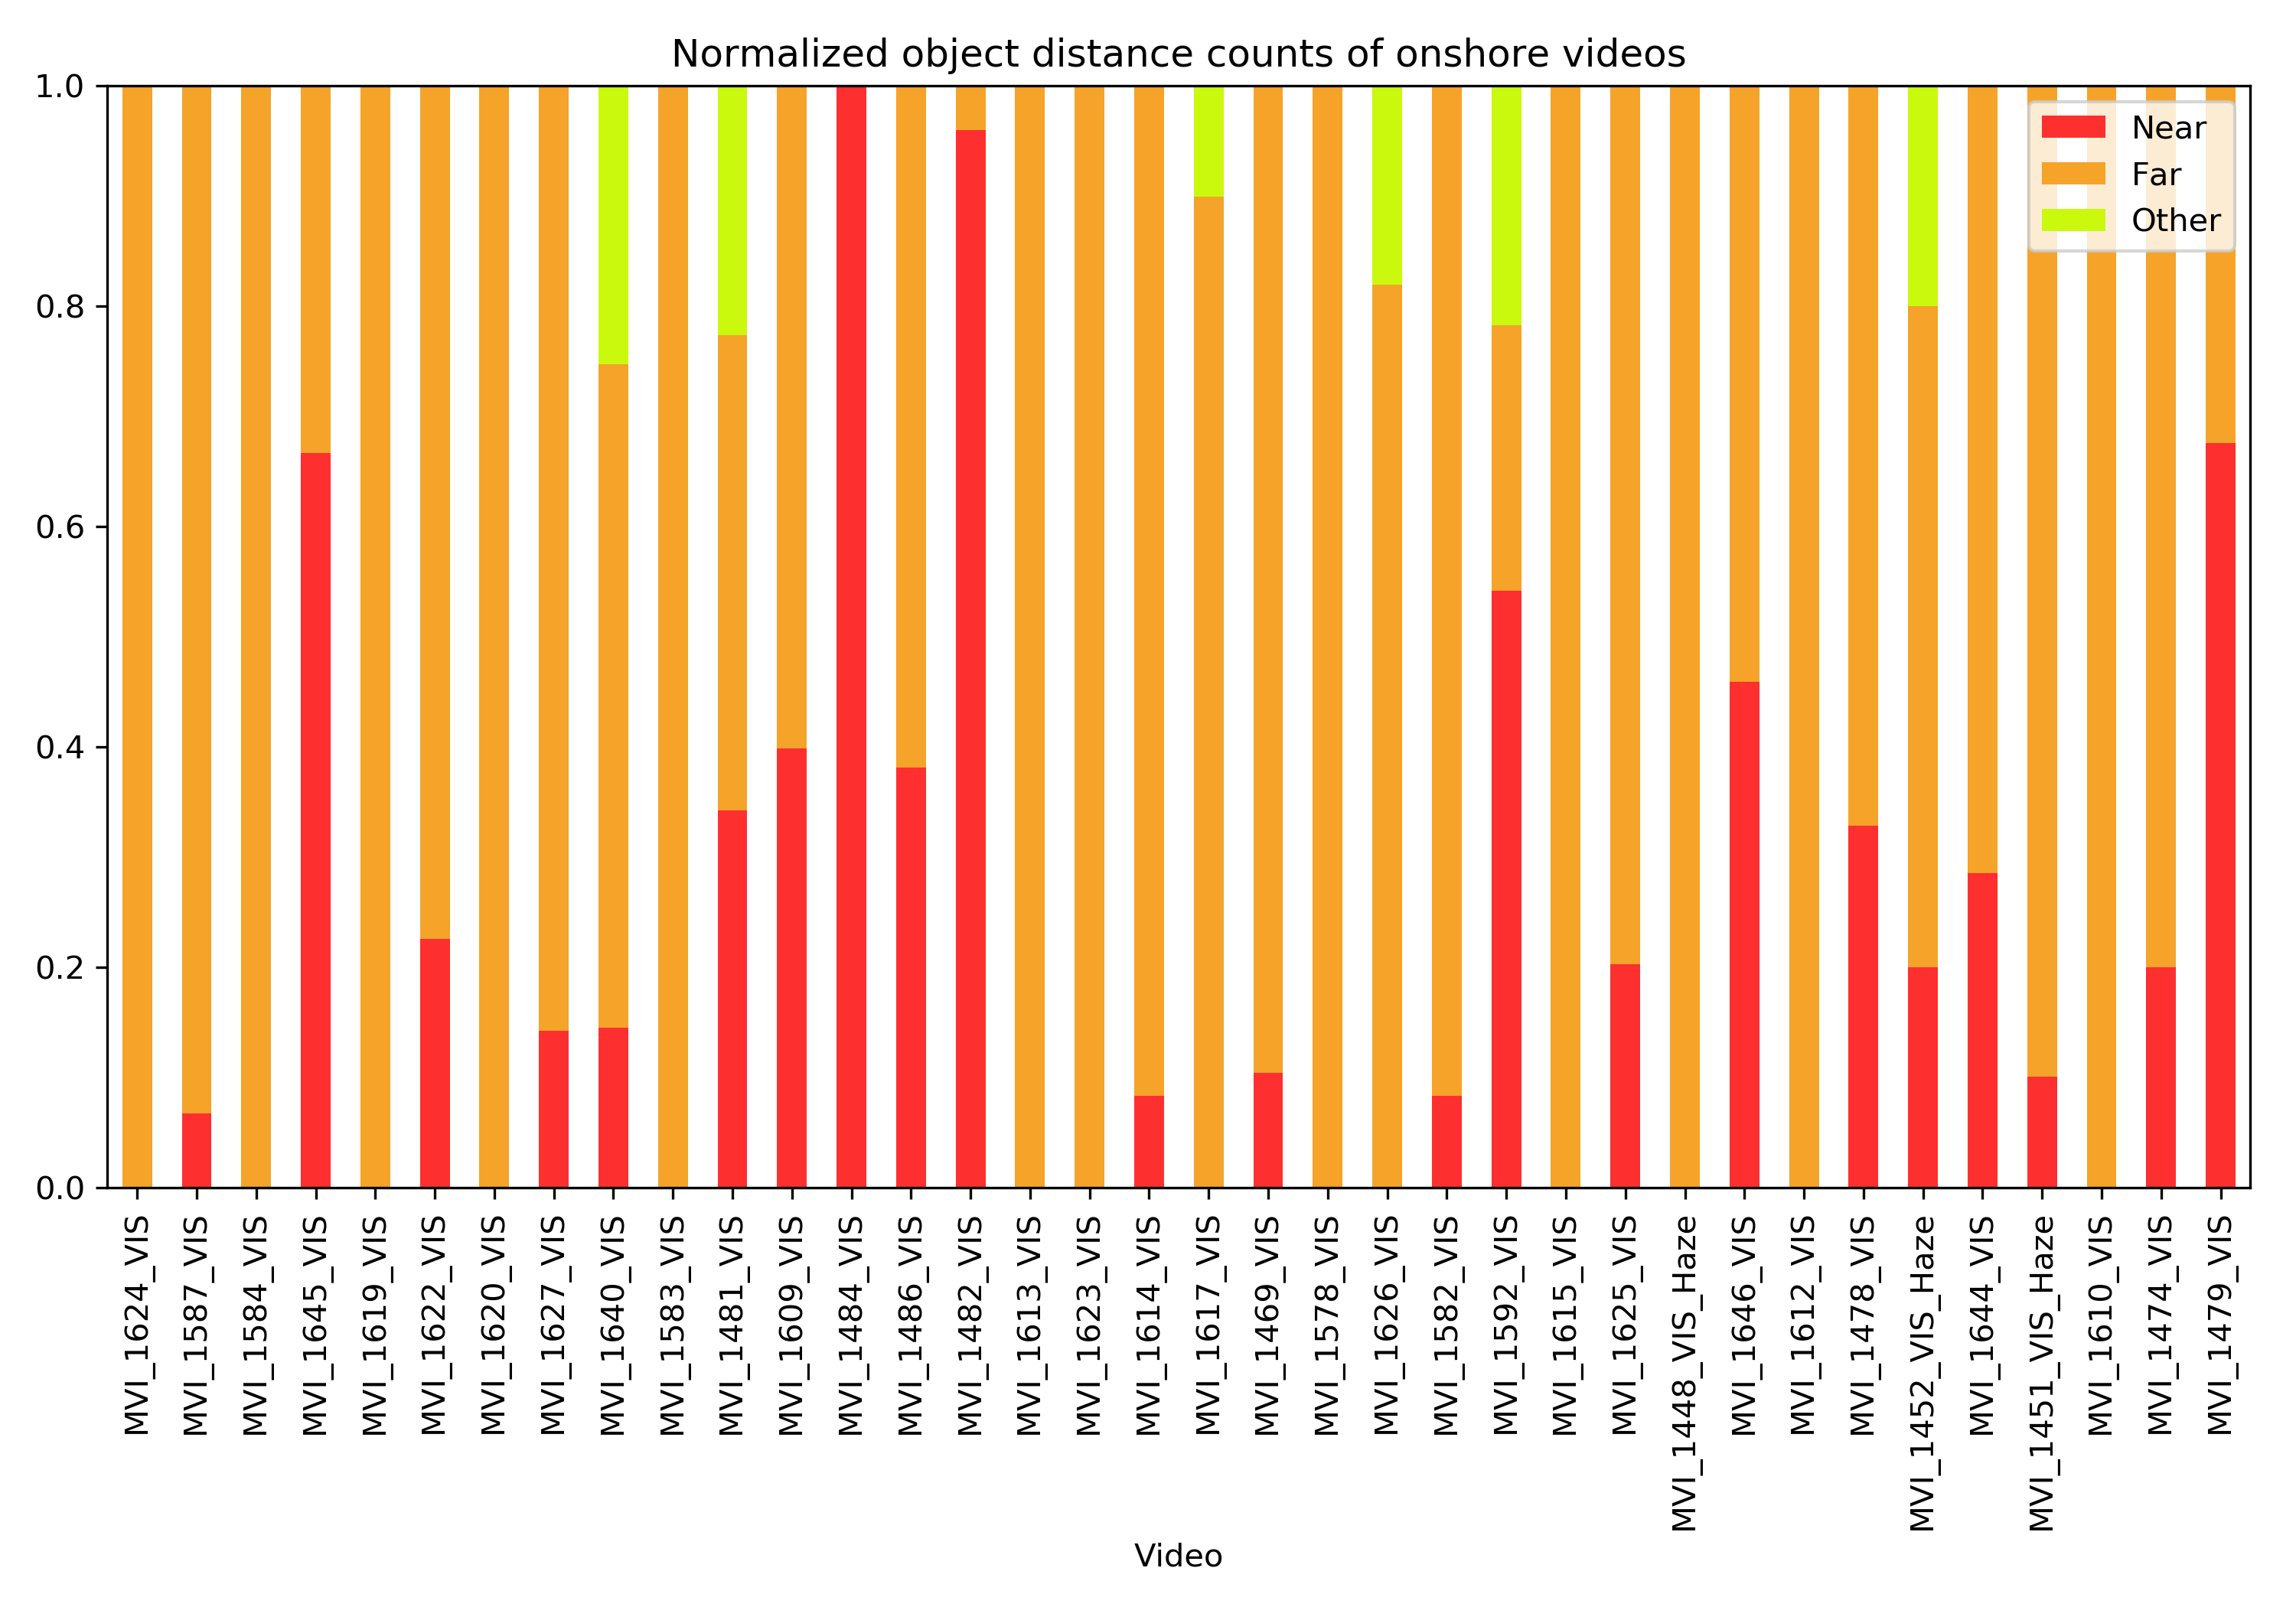 Normalized object distance counts of onshore videos
1.0
0.8
0.6
0.4
0.2
0.0
Near
Far
Other
MVI_1624_VIS
MVI_1587_VIS
MVI_1584_VIS
MVI_1645_VIS
MVI_1619_VIS
MVI_1622_VIS
MVI_1620_VIS
MVI_1627_VIS
MVI_1640_VIS
MVI_1583_VIS
MVI_1481_VIS
MVI_1609_VIS
MVI_1484_VIS
MVI_1486_VIS
MVI_1482_VIS
MVI_1613_VIS
MVI_1623_VIS
MVI_1614_VIS
MVI_1617_VIS
MVI_1469_VIS
MVI_1578_VIS
MVI_1626_VIS
MVI_1582_VIS
MVI_1592_VIS
MVI_1615_VIS
MVI_1625_VIS
MVI_1448_VIS_Haze
MVI_1646_VIS
MVI_1612_VIS
MVI_1478_VIS
MVI_1452_VIS_Haze
MVI_1644_VIS
MVI_1451_VIS_Haze
MVI_1610_VIS
MVI_1474_VIS
MVI_1479_VIS
Video